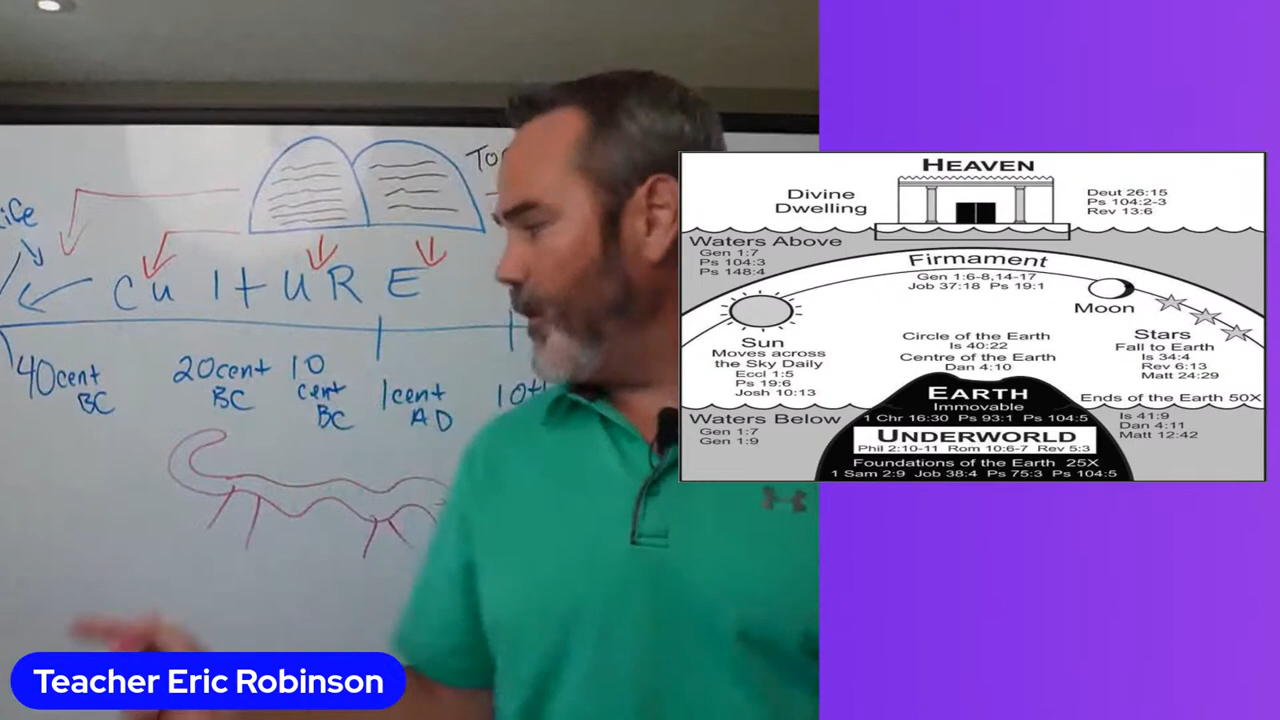 CultuRE
40cent
BC
20cent
BC
10
cent
BC
1cent
AD
Teacher Eric Robinson
HEAVEN
Divine
Dwelling
Deut 26:15
Ps 104:2-3
Rev 13:6
Waters Above
Gen 1:7
Ps 104:3
Ps 148:4
Firmament
Gen 1:6-8,14-17
Job 37:18 Ps 19:1
Moon
Sun
Moves across
the Sky Daily
Eccl 1:5
Ps 19:6
Josh 10:13
Circle of the Earth
Is 40:22
Centre of the Earth
Dan 4:10
Stars
Fall to Earth
Is 34:4
Rev 6:13
Matt 24:29
Ends of the Earth 50X
Is 41:9
Dan 4:11
Matt 12:42
Waters Below
Gen 1:7
Gen 1:9
EARTH
Immovable
1 Chr 16:30 Ps 93:1 Ps 104:5
UNDERWORLD
Phil 2:10-11 Rom 10:6-7 Rev 5:3
Foundations of the Earth 25X
1 Sam 2:9 Job 38:4 Ps 75:3 Ps 104:5